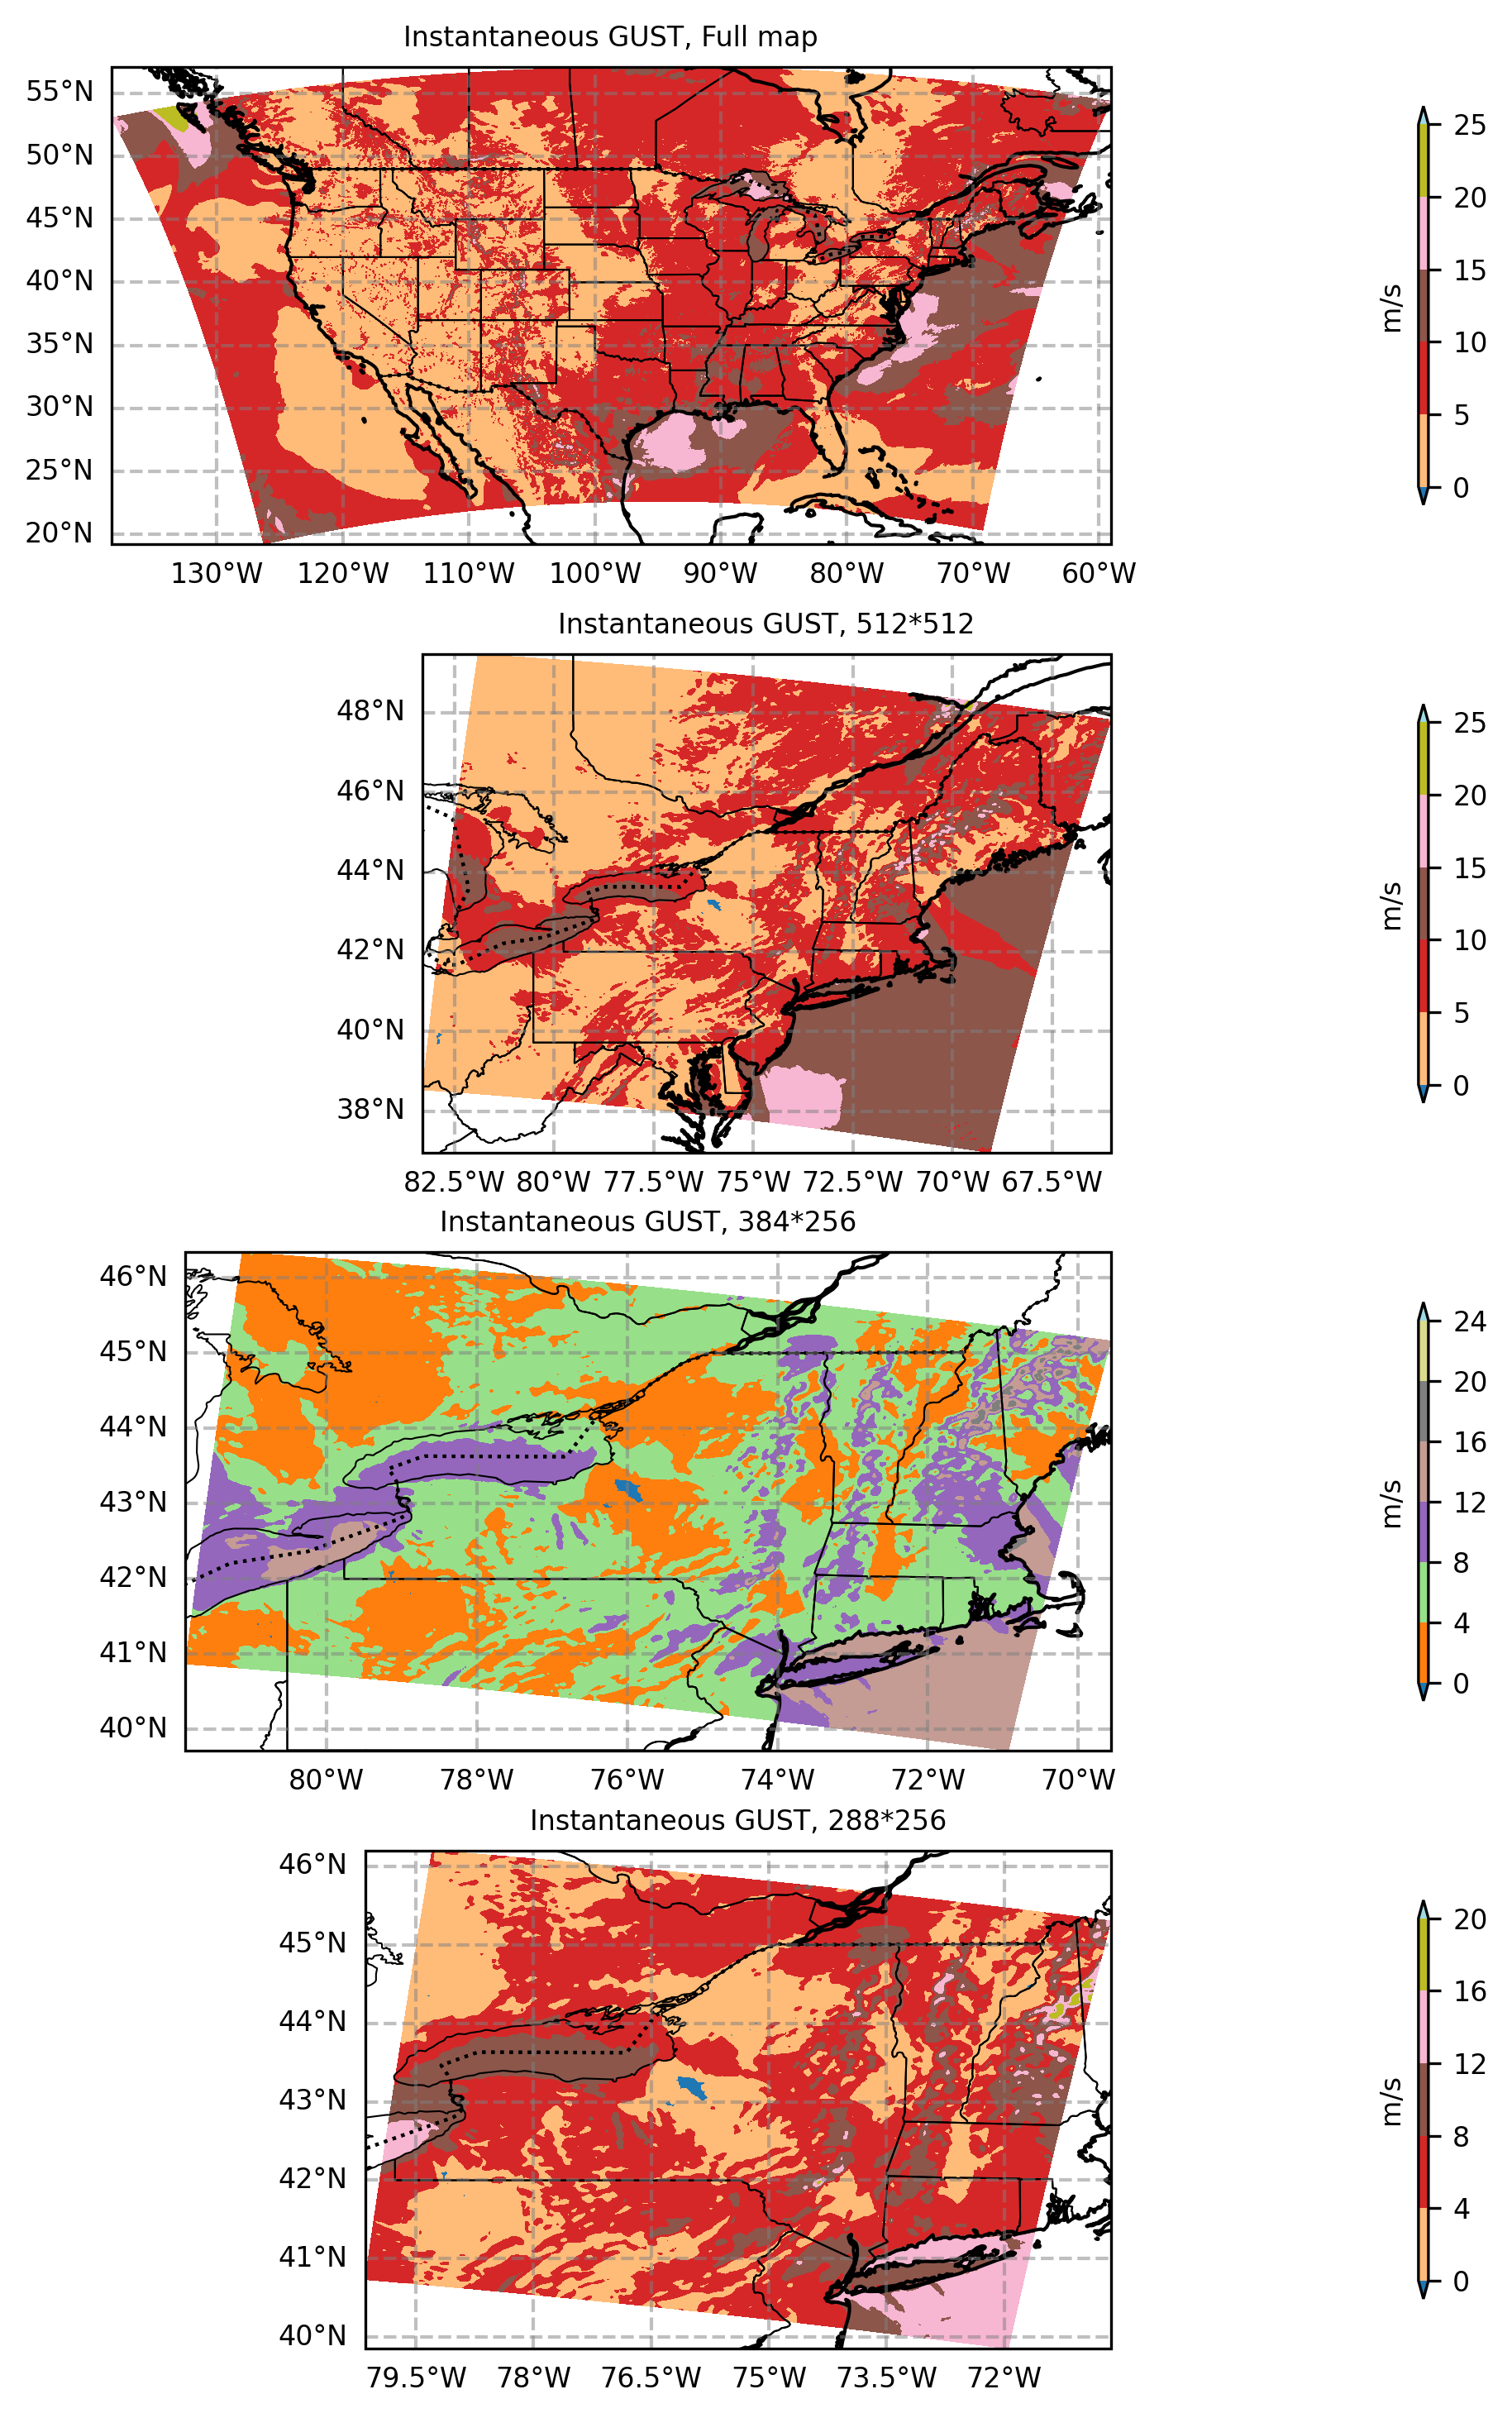 Instantaneous GUST, Full map
55°N
50°N
45°N
40°N
35°N
30°N
25°N
20°N
130°W 120°W 110°W 100°W 90°W 80°W 70°W 60°W
25
20
15
10
5
0
m/s
Instantaneous GUST, 512*512
48°N
46°N
44°N
42°N
40°N
38°N
82.5°W 80°W 77.5°W 75°W 72.5°W 70°W 67.5°W
25
20
15
10
5
0
m/s
Instantaneous GUST, 384*256
46°N
45°N
44°N
43°N
42°N
41°N
40°N
80°W 78°W 76°W 74°W 72°W 70°W
24
20
16
12
8
4
0
m/s
Instantaneous GUST, 288*256
46°N
45°N
44°N
43°N
42°N
41°N
40°N
79.5°W 78°W 76.5°W 75°W 73.5°W 72°W
20
16
12
8
4
0
m/s